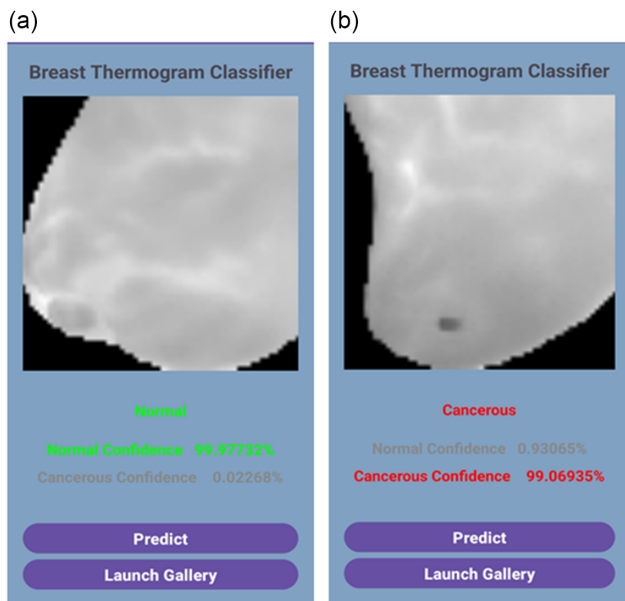 (a)
Breast Thermogram Classifier
Normal
Normal Confidence 99.97732%
Cancerous Confidence 0.02268%
Predict
Launch Gallery
(b)
Breast Thermogram Classifier
Cancerous
Normal Confidence 0.93065%
Cancerous Confidence 99.06935%
Predict
Launch Gallery